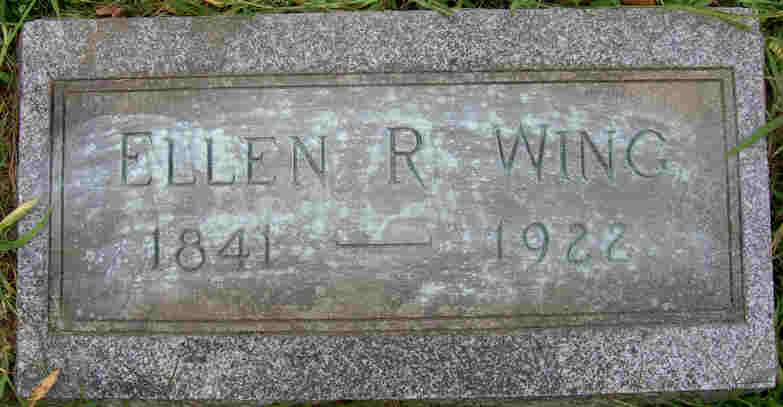 ELLEN R WING
1841 — 1922